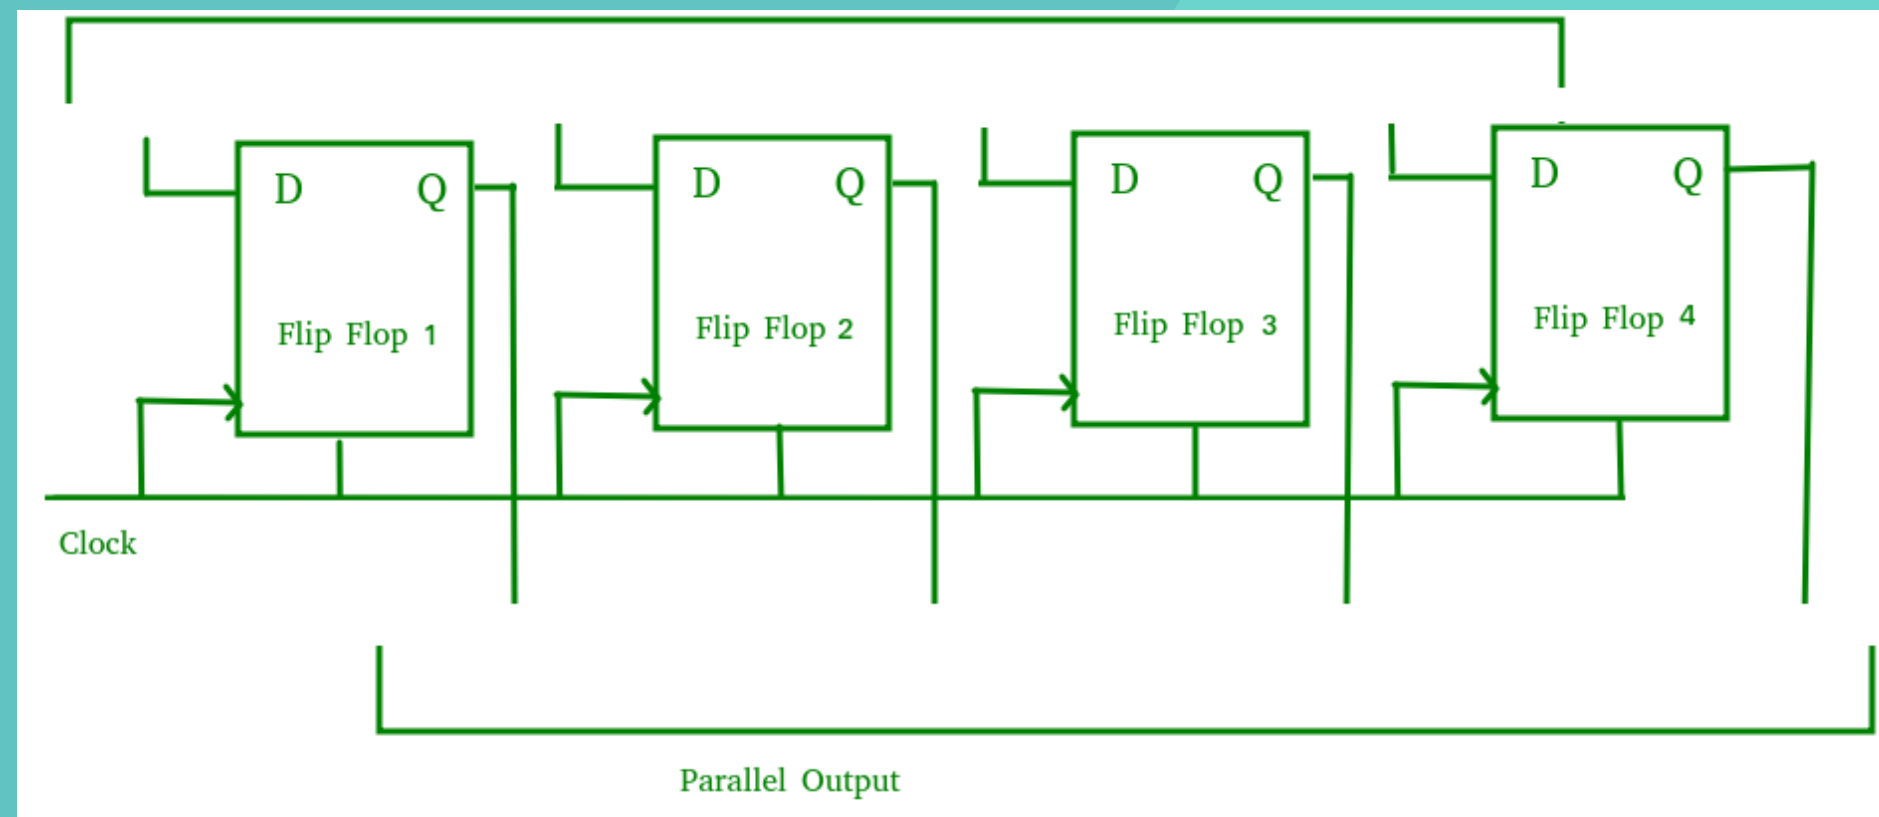 D Q
Flip Flop 1
D Q
Flip Flop 2
D Q
Flip Flop 3
D Q
Flip Flop 4
Clock
Parallel Output